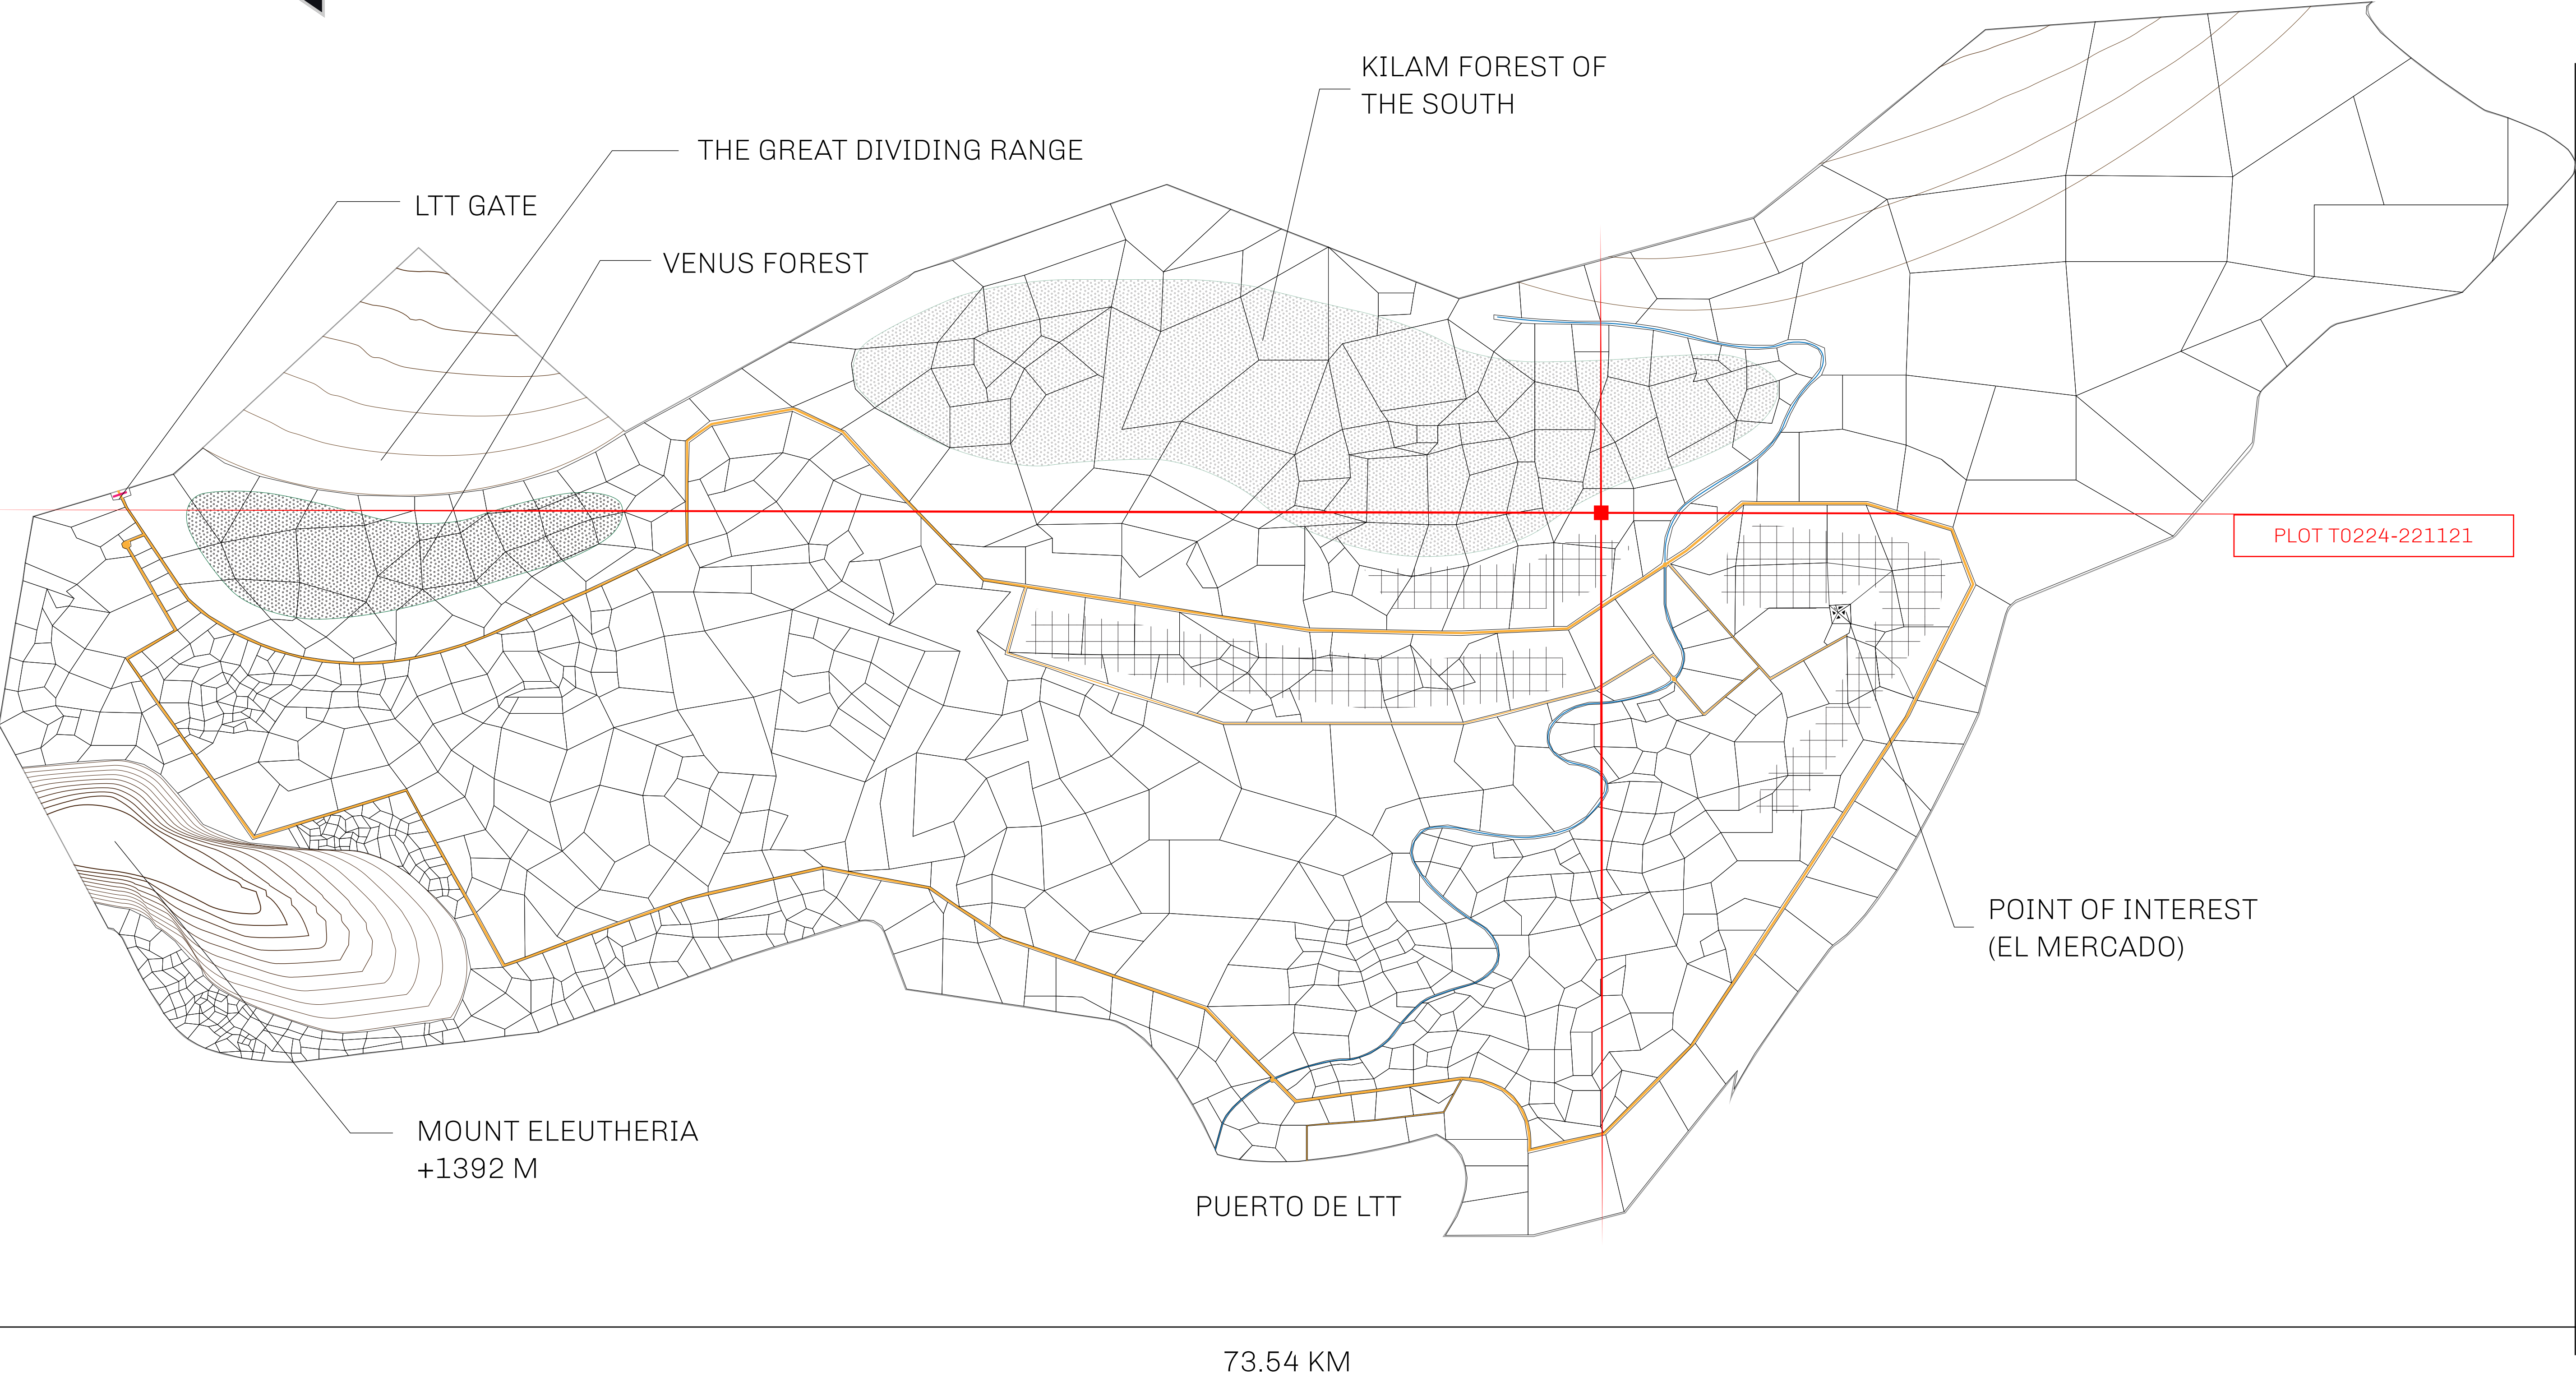 KILAM FOREST OF
THE SOUTH
THE GREAT DIVIDING RANGE
LTT GATE
VENUS FOREST
PLOT T0224-221121
POINT OF INTEREST
(EL MERCADO)
MOUNT ELEUTHERIA
+1392 M
PUERTO DE LTT
73.54 KM